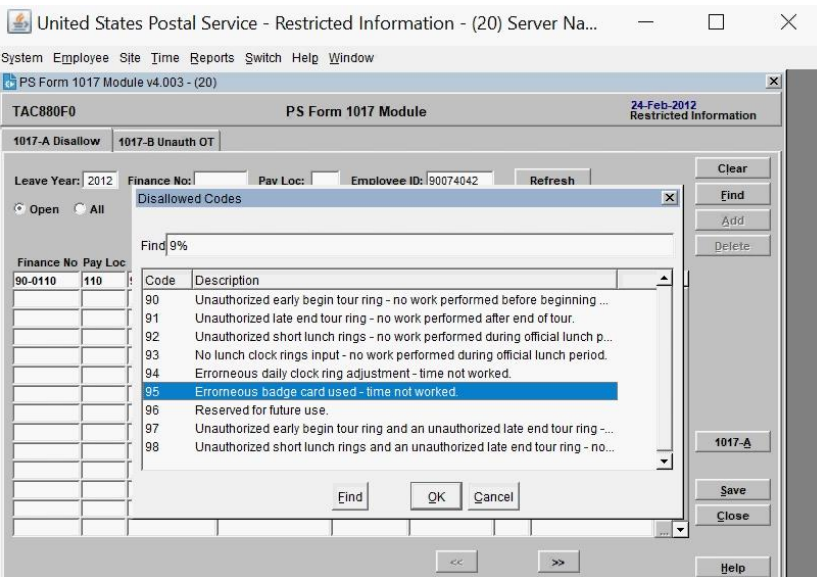 United States Postal Service - Restricted Information - (20) Server Na...
System Employee Site Time Reports Switch Help Window
PS Form 1017 Module v4.003 - (20)
TAC880F0 PS Form 1017 Module 24-Feb-2012
Restricted Information
1017-A Disallow 1017-B Unauth OT
Clear
Leave Year: 2012 Finance No: Pay Loc: Employee ID: 90074042 Refresh
Disallowed Codes
Find
Open All
Add
Find 9%
Delete
Finance No Pay Loc
90-0110 110
Code Description
90 Unauthorized early begin tour ring - no work performed before beginning ...
91 Unauthorized late end tour ring - no work performed after end of tour.
92 Unauthorized short lunch rings - no work performed during official lunch p...
93 No lunch clock rings input - no work performed during official lunch period.
94 Errorneous daily clock ring adjustment - time not worked.
95 Errorneous badge card used - time not worked.
96 Reserved for future use.
97 Unauthorized early begin tour ring and an unauthorized late end tour ring -...
98 Unauthorized short lunch rings and an unauthorized late end tour ring - no...
1017-A
Find OK Cancel
Save
Close
...
<< >>
Help